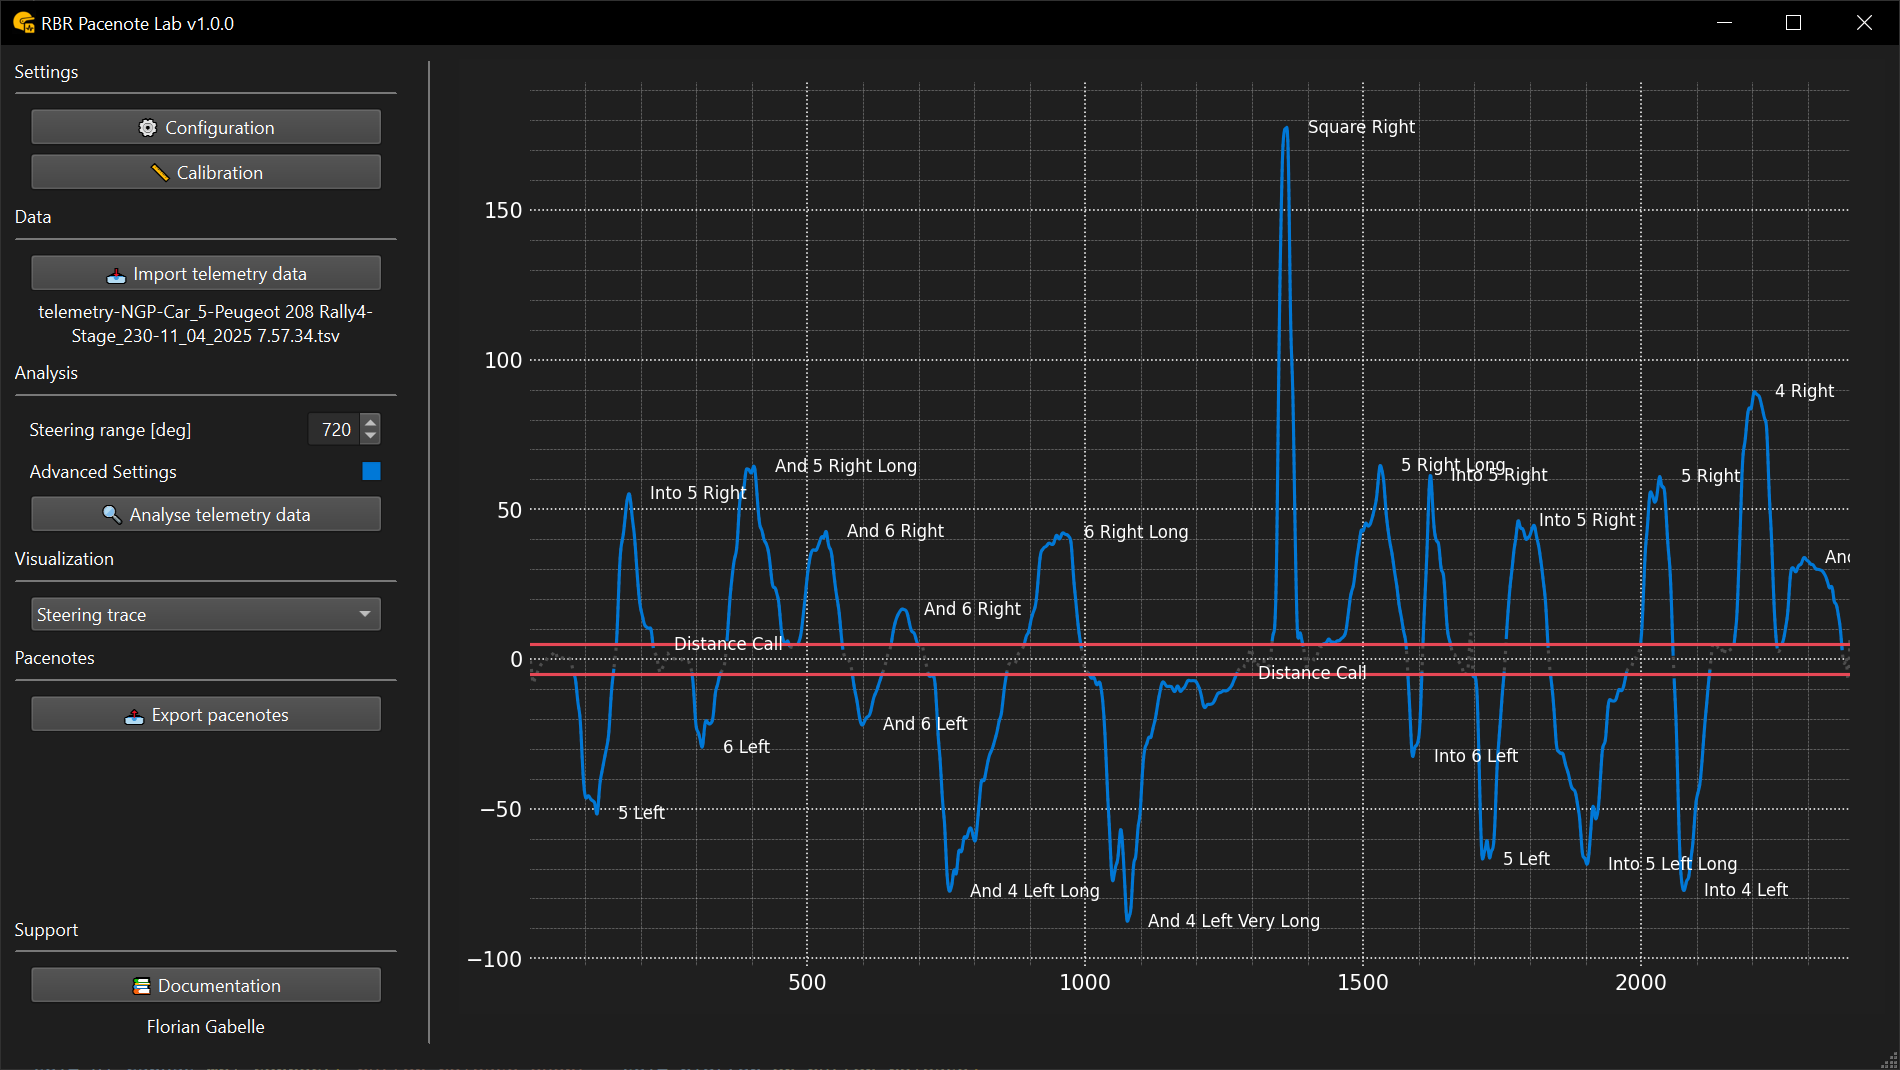 RBR Pacenote Lab v1.0.0
Settings
Configuration
Calibration
Data
Import telemetry data
telemetry-NGP-Car_5-Peugeot 208 Rally4-
Stage_230-11_04_2025 7.57.34.tsv
Analysis
Steering range [deg]
720
Advanced Settings
Analyse telemetry data
Visualization
Steering trace
Pacenotes
Export pacenotes
Support
Documentation
Florian Gabelle
150
100
50
0
−50
−100
500
1000
1500
2000
5 Left
Into 5 Right
Distance Call
6 Left
And 5 Right Long
And 6 Right
And 6 Left
And 6 Right
And 4 Left Long
6 Right Long
And 4 Left Very Long
Distance Call
Square Right
5 Right Long
Into 6 Left
Into 5 Right
5 Left
Into 5 Right
Into 5 Left Long
5 Right
Into 4 Left
4 Right